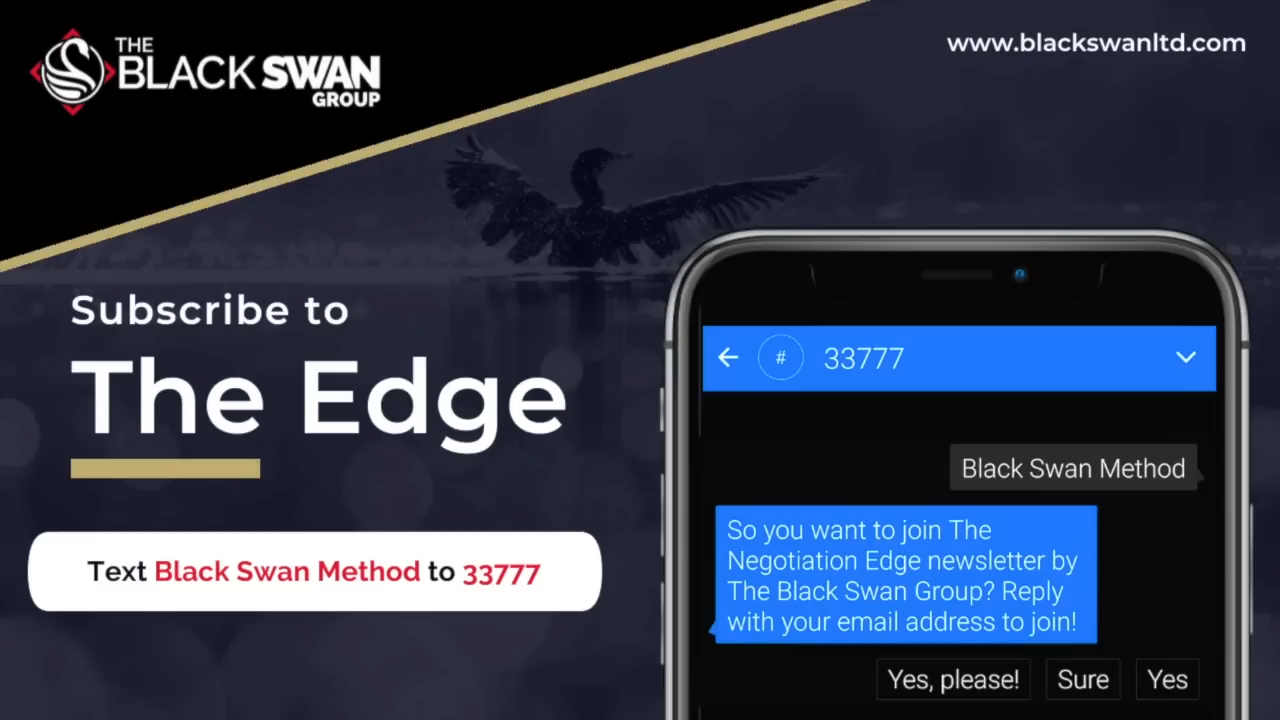 THE
BLACK SWAN
GROUP
www.blackswanltd.com
Subscribe to
The Edge
Text Black Swan Method to 33777
# 33777
Black Swan Method
So you want to join The
Negotiation Edge newsletter by
The Black Swan Group? Reply
with your email address to join!
Yes, please! Sure Yes